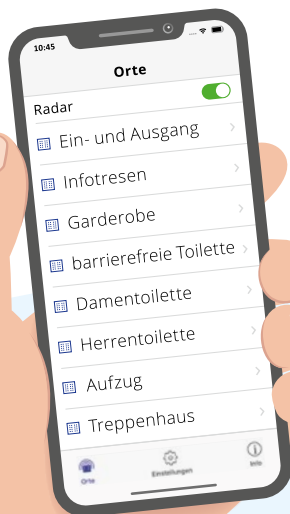 10:45
Orte
Radar
Ein- und Ausgang
Infotresen
Garderobe
barrierefreie Toilette
Damentoilette
Herrentoilette
Aufzug
Treppenhaus
Orte
Einstellungen
Info